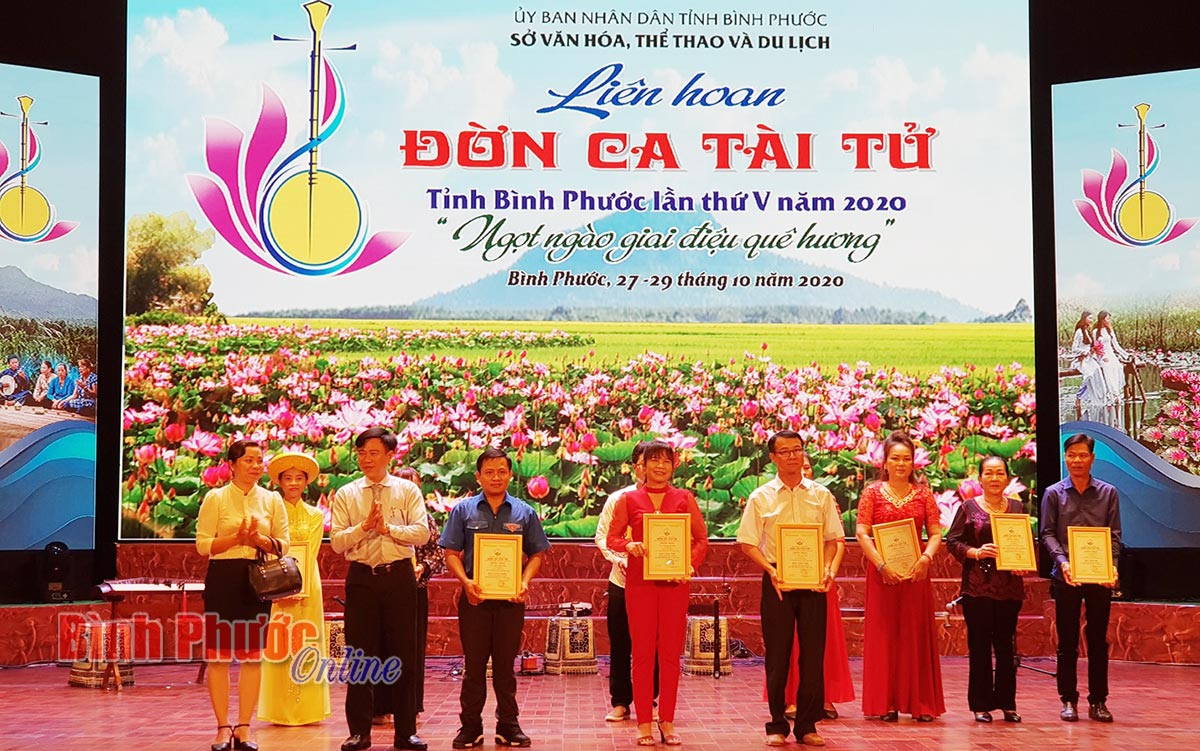 ỦY BAN NHÂN DÂN TỈNH BÌNH PHƯỚC
SỞ VĂN HÓA, THỂ THAO VÀ DU LỊCH
Liên hoan
ĐỜN CA TÀI TỬ
Tỉnh Bình Phước lần thứ V năm 2020
"Ngọt ngào giai điệu quê hương"
Bình Phước, 27 -29 tháng 10 năm 2020
Bình Phước
Online